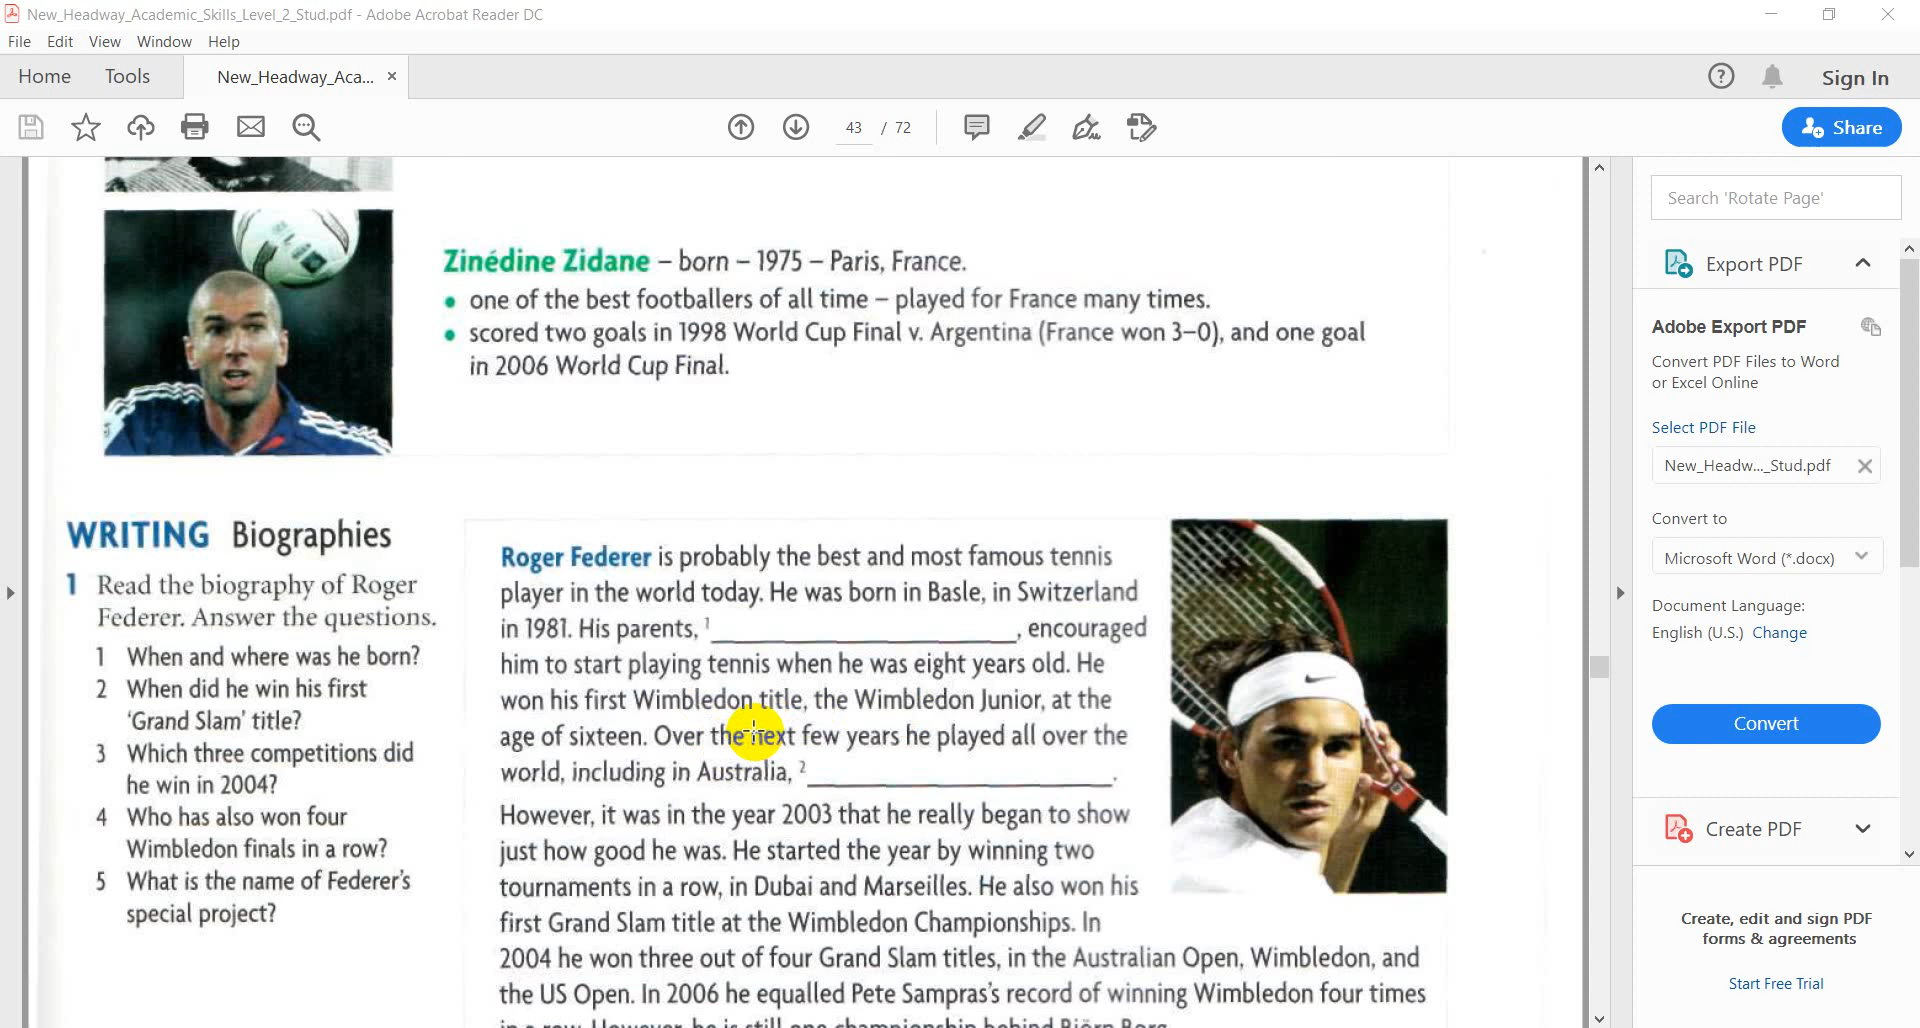 New_Headway_Academic_Skills_Level_2_Stud.pdf - Adobe Acrobat Reader DC
File Edit View Window Help
Home Tools New_Headway_Aca... × Sign In
43 / 72 Share
Search 'Rotate Page'
Export PDF
Adobe Export PDF
Convert PDF Files to Word
or Excel Online
Select PDF File
New_Headw..._Stud.pdf
Convert to
Microsoft Word (*.docx)
Document Language:
English (U.S.) Change
Convert
Create PDF
Create, edit and sign PDF
forms & agreements
Start Free Trial
Zinédine Zidane – born – 1975 – Paris, France.
• one of the best footballers of all time – played for France many times.
• scored two goals in 1998 World Cup Final v. Argentina (France won 3–0), and one goal
in 2006 World Cup Final.
WRITING Biographies
1 Read the biography of Roger
Federer. Answer the questions.
1 When and where was he born?
2 When did he win his first
'Grand Slam' title?
3 Which three competitions did
he win in 2004?
4 Who has also won four
Wimbledon finals in a row?
5 What is the name of Federer's
special project?
Roger Federer is probably the best and most famous tennis
player in the world today. He was born in Basle, in Switzerland
in 1981. His parents, 1 ____________________, encouraged
him to start playing tennis when he was eight years old. He
won his first Wimbledon title, the Wimbledon Junior, at the
age of sixteen. Over the next few years he played all over the
world, including in Australia, 2 ____________________.
However, it was in the year 2003 that he really began to show
just how good he was. He started the year by winning two
tournaments in a row, in Dubai and Marseilles. He also won his
first Grand Slam title at the Wimbledon Championships. In
2004 he won three out of four Grand Slam titles, in the Australian Open, Wimbledon, and
the US Open. In 2006 he equalled Pete Sampras's record of winning Wimbledon four times
in a row. However, he is still one championship behind Björn Borg